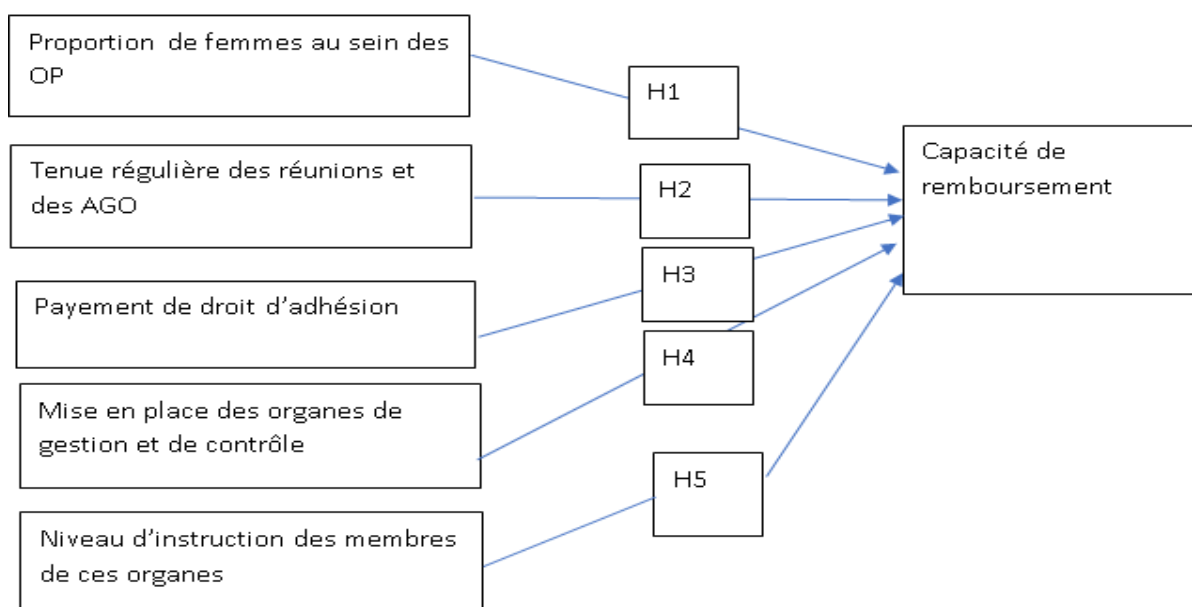 Proportion de femmes au sein des
OP
H1
Tenue régulière des réunions et
des AGO
H2
Capacité de
remboursement
Payement de droit d'adhésion
H3
Mise en place des organes de
gestion et de contrôle
H4
Niveau d'instruction des membres
de ces organes
H5